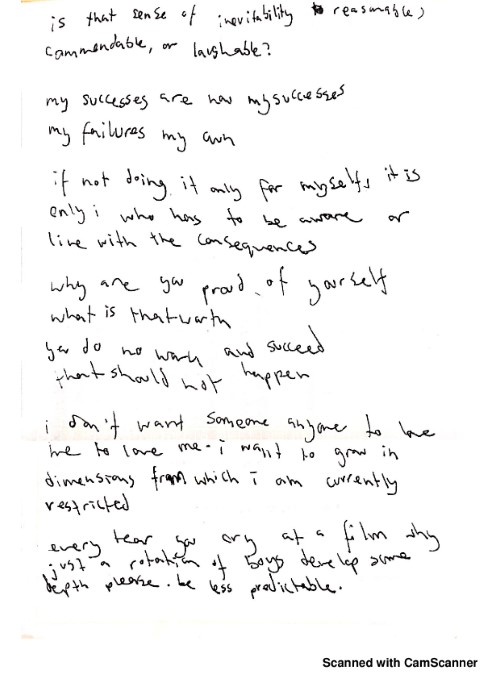 is that sense of inevitability reasonable,
commendable, or laughable?
my successes are now my successes
my failures my own
if not doing it only for myself, it is
only i who has to be aware or
live with the consequences
why are you proud of yourself
what is that worth
you do no work and succeed
that should not happen
i don't want someone anyone to love
me to love me. i want to grow in
dimensions from which i am currently
restricted
every tear you cry at a film why
just a rotation of boys develop some
depth please. be less predictable.
Scanned with CamScanner